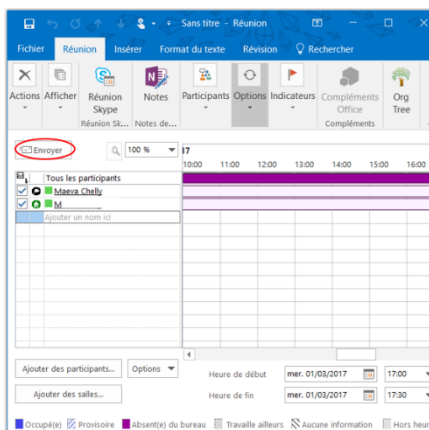 Sans titre - Réunion
Fichier Réunion Insérer Format du texte Révision Rechercher
Actions Afficher Réunion Skype Notes Participants Options Indicateurs Compléments Office Org Tree
Réunion Sk... Notes de... Compléments
Envoyer 100 % 17
10:00 11:00 12:00 13:00 14:00 15:00 16:00
Tous les participants
Maeva Chelly
M
Ajouter un nom ici
Ajouter des participants... Options Heure de début mer. 01/03/2017 17:00
Ajouter des salles... Heure de fin mer. 01/03/2017 17:30
Occupé(e) Provisoire Absent(e) du bureau Travaille ailleurs Aucune information Hors heur